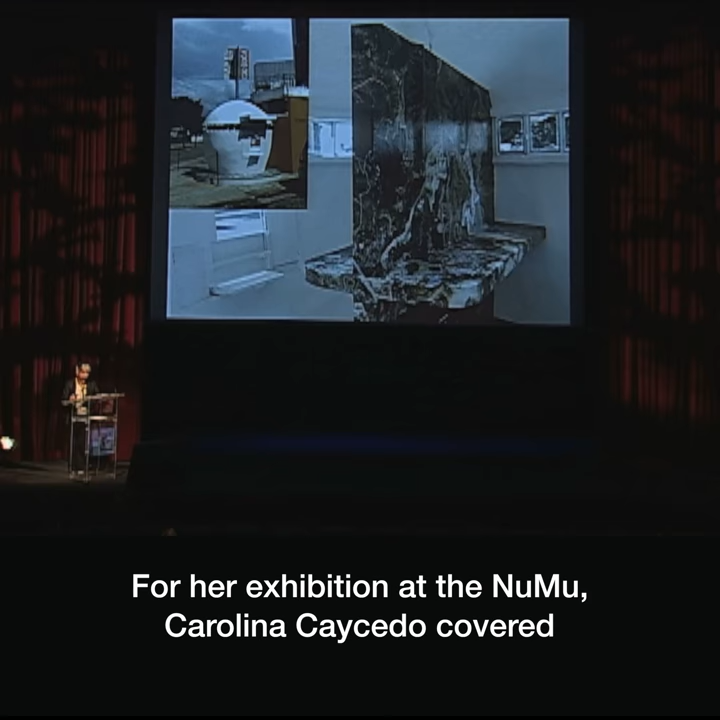 For her exhibition at the NuMu,
Carolina Caycedo covered